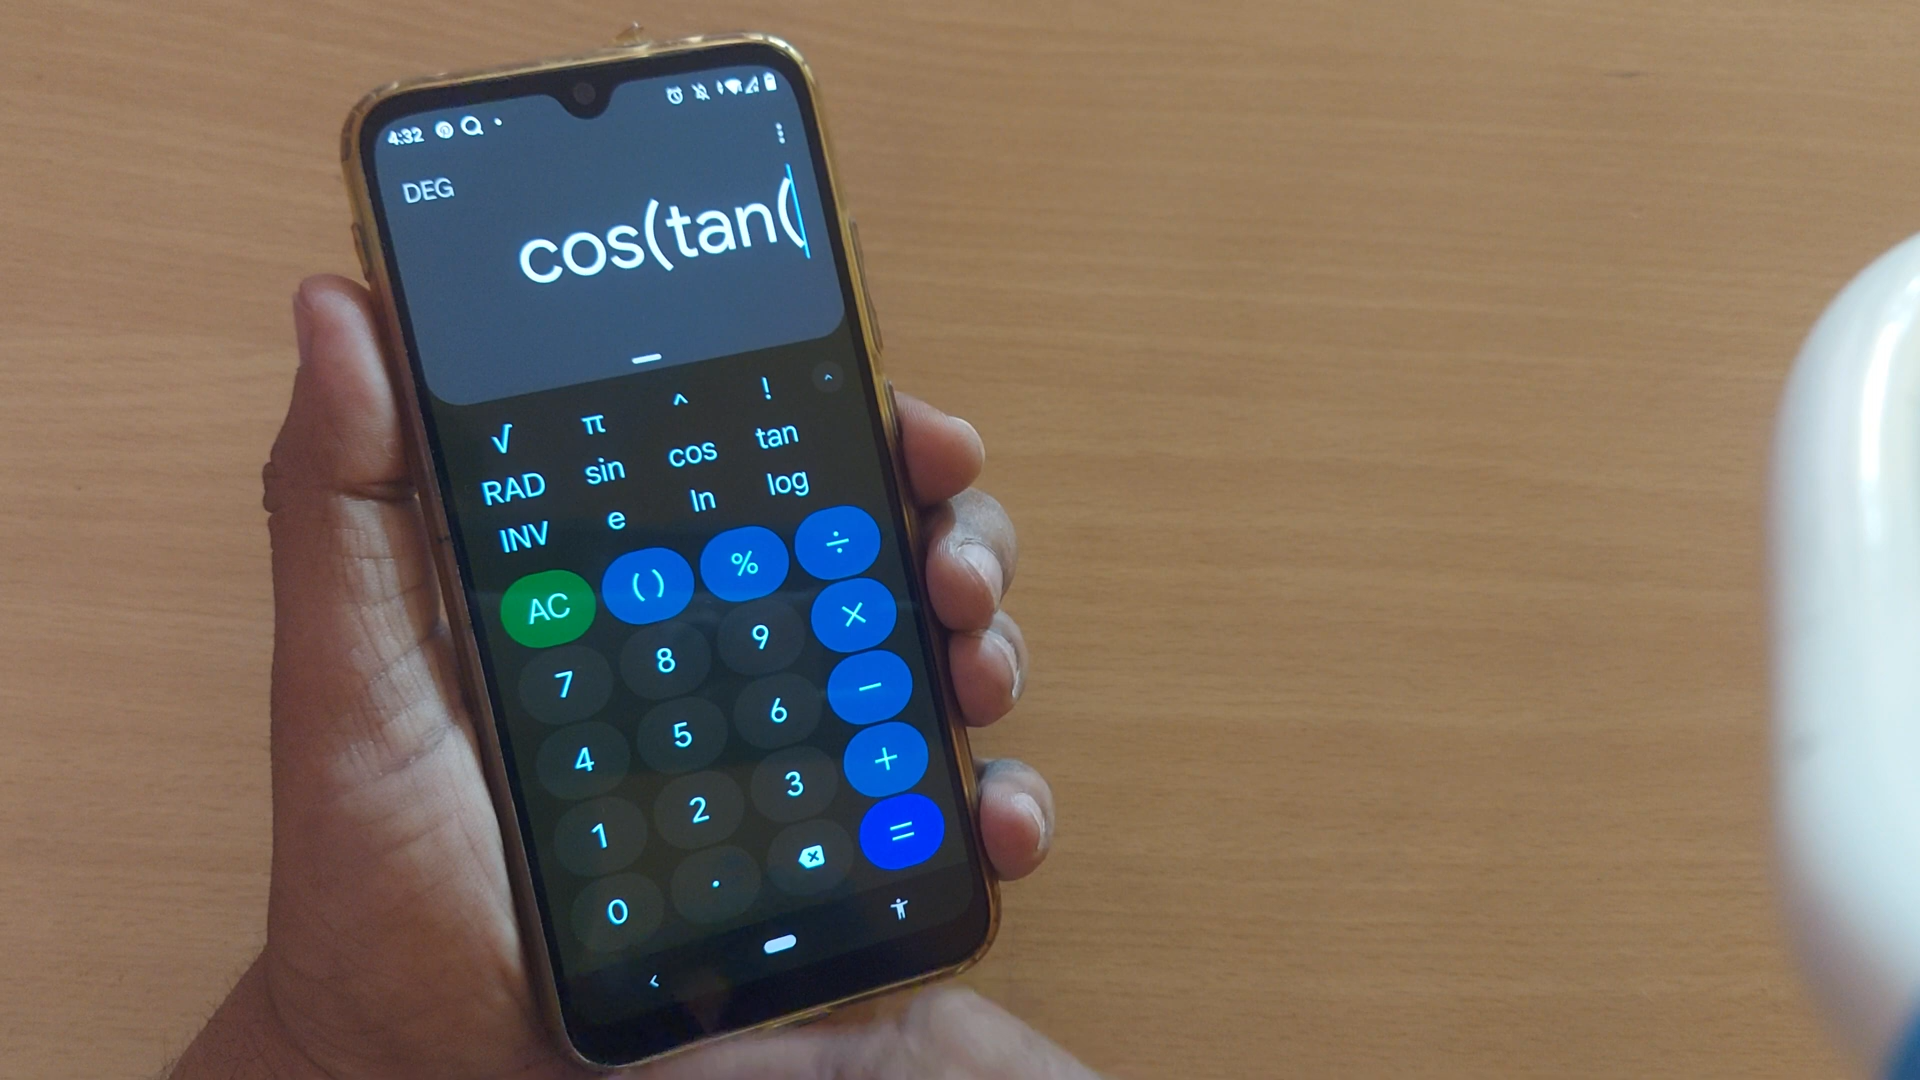 4:32
DEG
cos(tan(
√ π ^ !
RAD sin cos tan
INV e ln log
AC ( ) % ÷
7 8 9 ×
4 5 6 −
1 2 3 +
0 . =